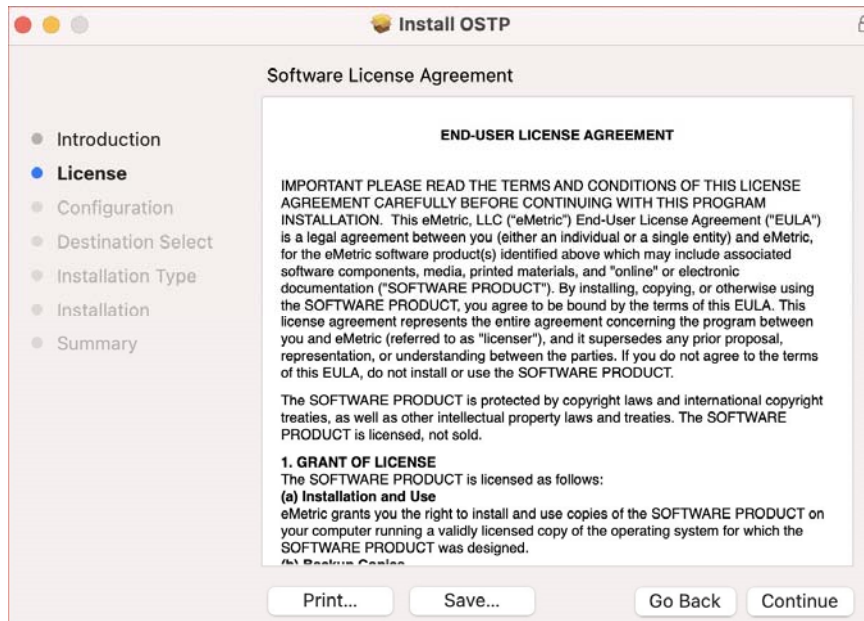 Install OSTP
Software License Agreement
Introduction
License
Configuration
Destination Select
Installation Type
Installation
Summary
END-USER LICENSE AGREEMENT
IMPORTANT PLEASE READ THE TERMS AND CONDITIONS OF THIS LICENSE
AGREEMENT CAREFULLY BEFORE CONTINUING WITH THIS PROGRAM
INSTALLATION. This eMetric, LLC ("eMetric") End-User License Agreement ("EULA")
is a legal agreement between you (either an individual or a single entity) and eMetric,
for the eMetric software product(s) identified above which may include associated
software components, media, printed materials, and "online" or electronic
documentation ("SOFTWARE PRODUCT"). By installing, copying, or otherwise using
the SOFTWARE PRODUCT, you agree to be bound by the terms of this EULA. This
license agreement represents the entire agreement concerning the program between
you and eMetric (referred to as "licenser"), and it supersedes any prior proposal,
representation, or understanding between the parties. If you do not agree to the terms
of this EULA, do not install or use the SOFTWARE PRODUCT.
The SOFTWARE PRODUCT is protected by copyright laws and international copyright
treaties, as well as other intellectual property laws and treaties. The SOFTWARE
PRODUCT is licensed, not sold.
1. GRANT OF LICENSE
The SOFTWARE PRODUCT is licensed as follows:
(a) Installation and Use
eMetric grants you the right to install and use copies of the SOFTWARE PRODUCT on
your computer running a validly licensed copy of the operating system for which the
SOFTWARE PRODUCT was designed.
(b) Backup Copies
Print...
Save...
Go Back
Continue